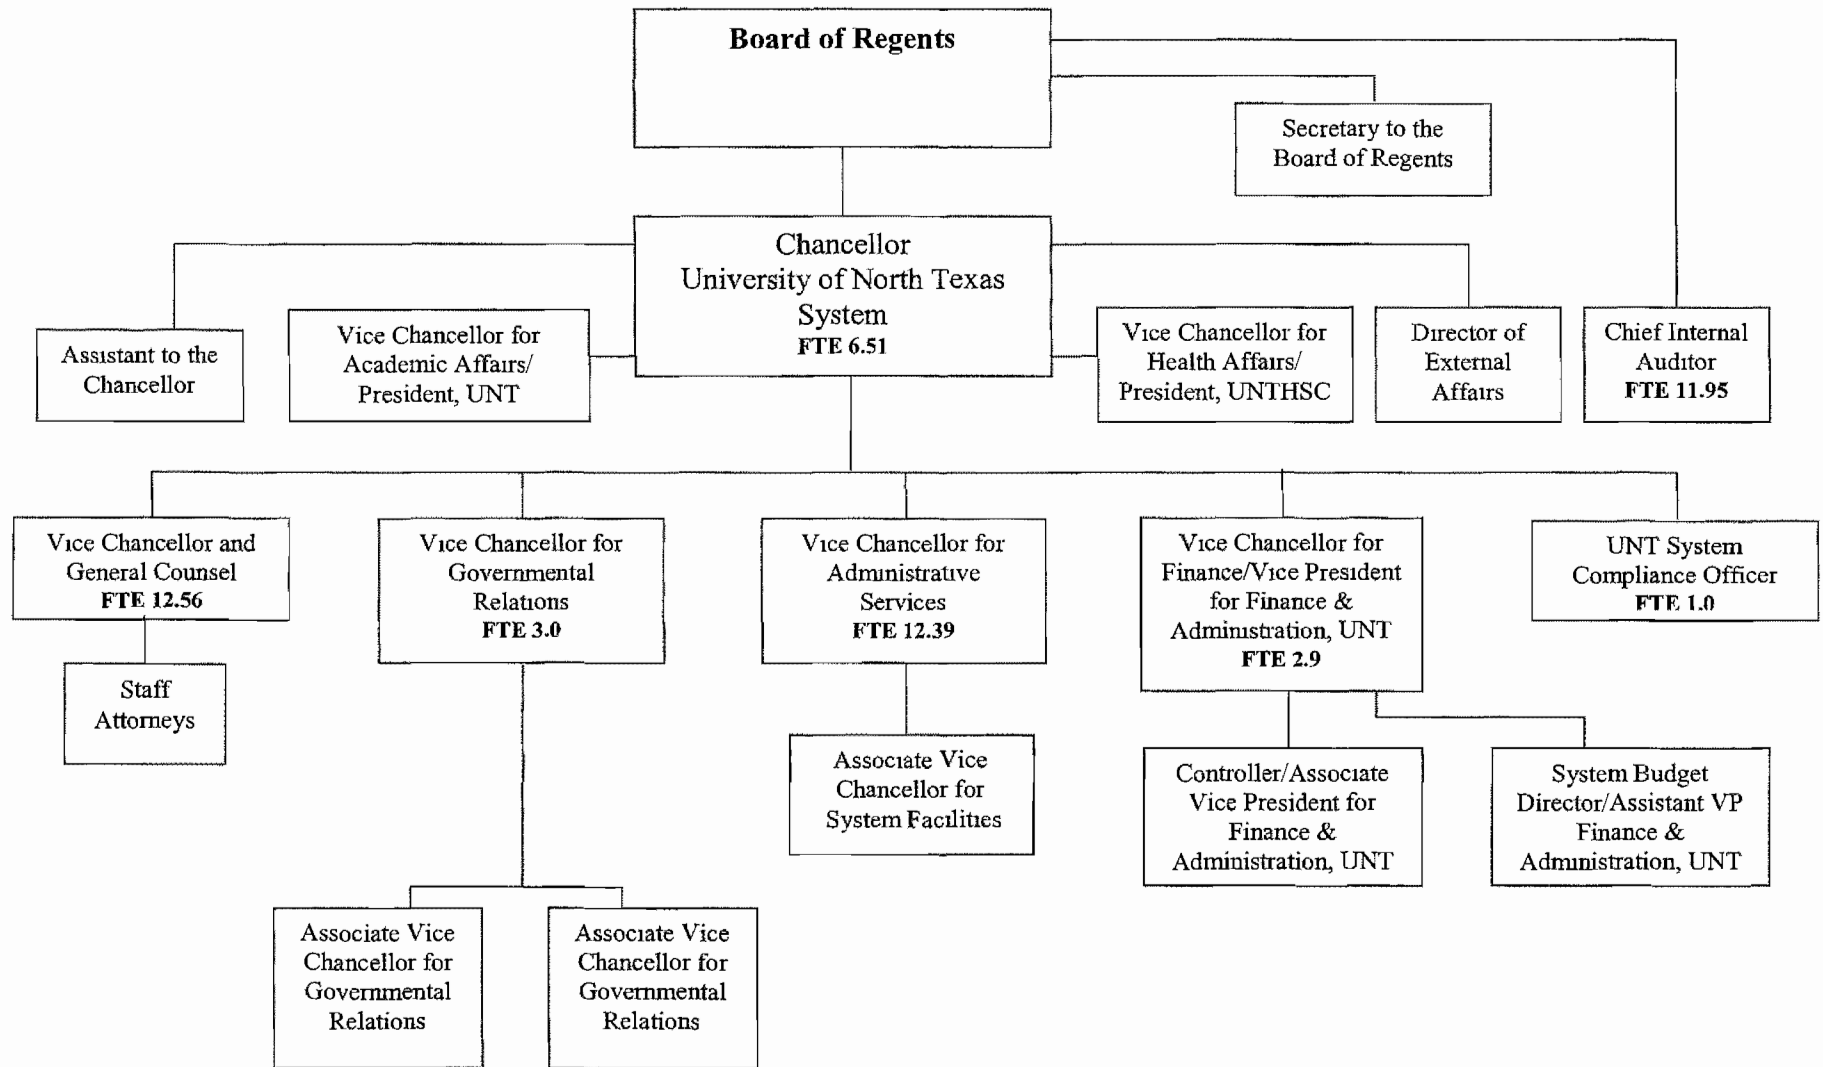 Board of Regents
Secretary to the
Board of Regents
Chancellor
University of North Texas
System
FTE 6.51
Assistant to the
Chancellor
Vice Chancellor for
Academic Affairs/
President, UNT
Vice Chancellor for
Health Affairs/
President, UNTHSC
Director of
External
Affairs
Chief Internal
Auditor
FTE 11.95
Vice Chancellor and
General Counsel
FTE 12.56
Vice Chancellor for
Governmental
Relations
FTE 3.0
Vice Chancellor for
Administrative
Services
FTE 12.39
Vice Chancellor for
Finance/Vice President
for Finance &
Administration, UNT
FTE 2.9
UNT System
Compliance Officer
FTE 1.0
Staff
Attorneys
Associate Vice
Chancellor for
System Facilities
Controller/Associate
Vice President for
Finance &
Administration, UNT
System Budget
Director/Assistant VP
Finance &
Administration, UNT
Associate Vice
Chancellor for
Governmental
Relations
Associate Vice
Chancellor for
Governmental
Relations